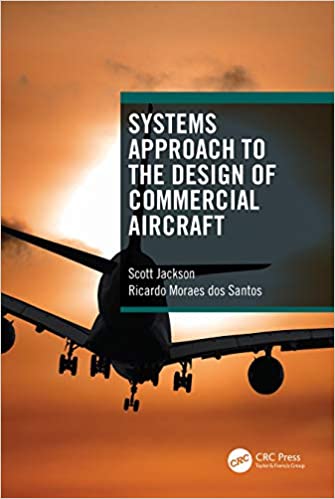 SYSTEMS
APPROACH TO
THE DESIGN OF
COMMERCIAL
AIRCRAFT
Scott Jackson
Ricardo Moraes dos Santos
CRC
CRC Press
Taylor & Francis Group